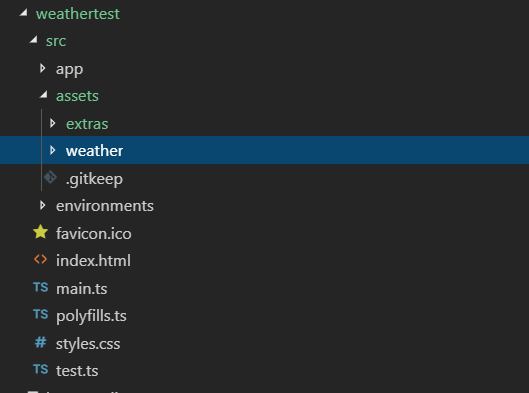 weathertest
src
app
assets
extras
weather
.gitkeep
environments
favicon.ico
index.html
TS main.ts
TS polyfills.ts
# styles.css
TS test.ts